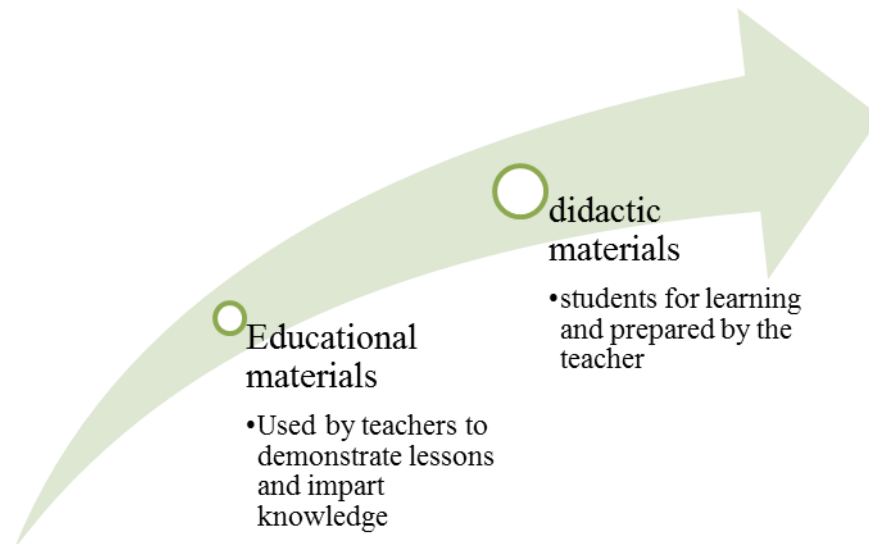 Educational
materials
•Used by teachers to
demonstrate lessons
and impart
knowledge
didactic
materials
•students for learning
and prepared by the
teacher